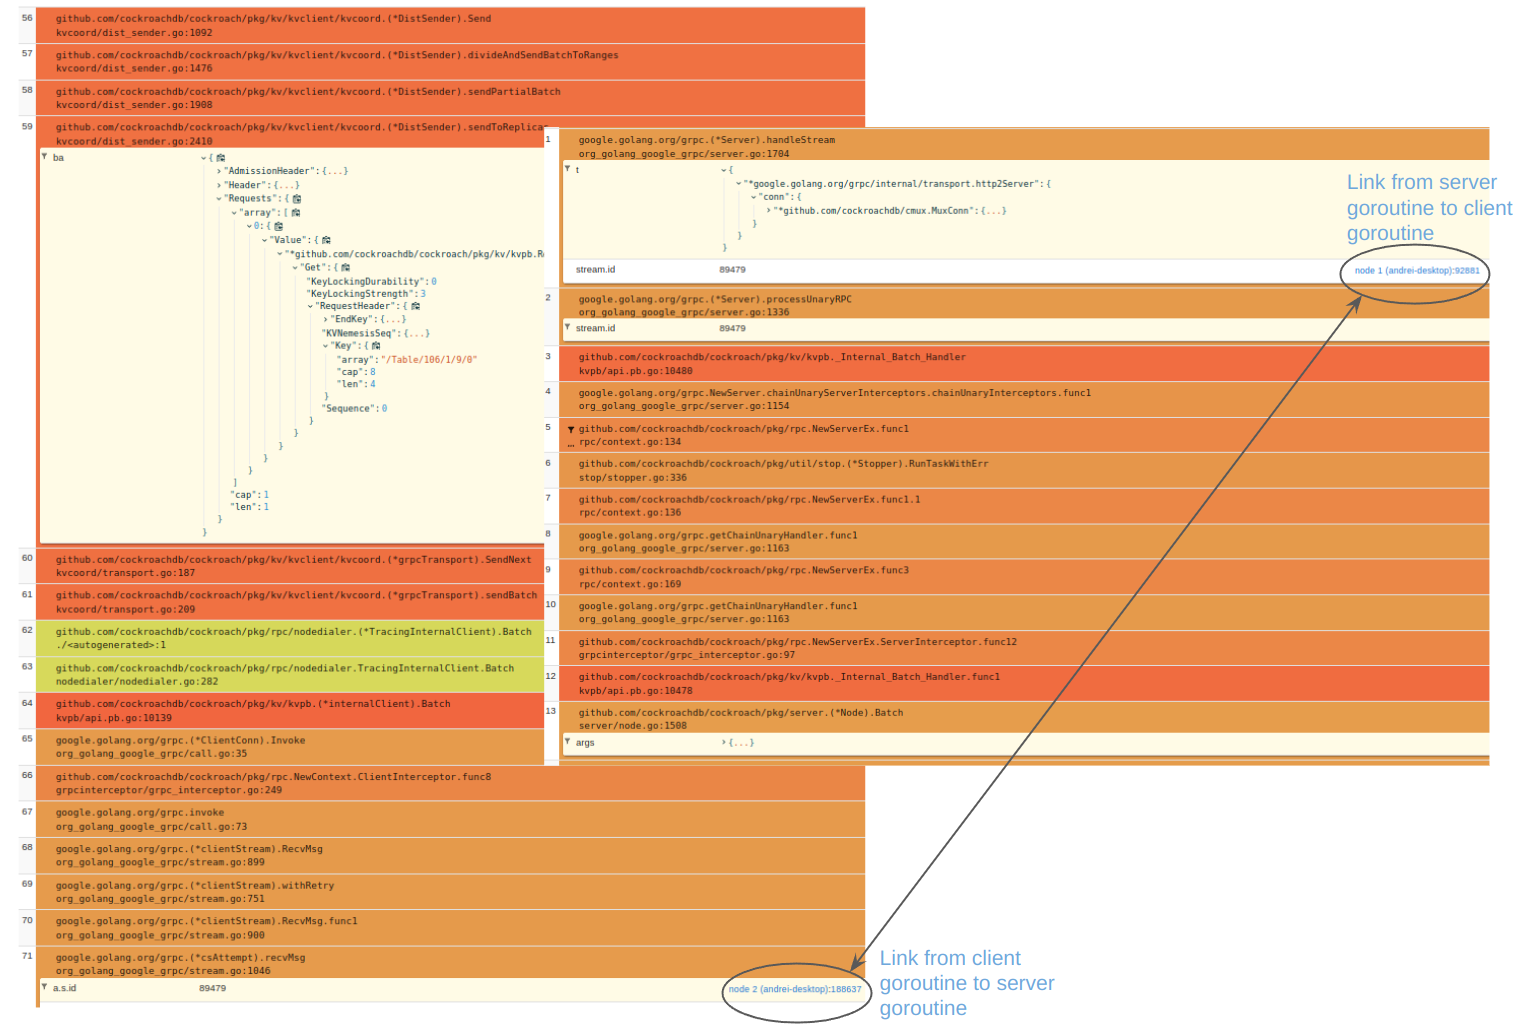 56
github.com/cockroachdb/cockroach/pkg/kv/kvclient/kvcoord.(*DistSender).Send
kvcoord/dist_sender.go:1092
57
github.com/cockroachdb/cockroach/pkg/kv/kvclient/kvcoord.(*DistSender).divideAndSendBatchToRanges
kvcoord/dist_sender.go:1476
58
github.com/cockroachdb/cockroach/pkg/kv/kvclient/kvcoord.(*DistSender).sendPartialBatch
kvcoord/dist_sender.go:1908
59
github.com/cockroachdb/cockroach/pkg/kv/kvclient/kvcoord.(*DistSender).sendToReplicas
kvcoord/dist_sender.go:2410
ba
{
"AdmissionHeader":{...}
"Header":{...}
"Requests":{
"array":[
0:{
"Value":{
"*github.com/cockroachdb/cockroach/pkg/kv/kvpb.R
"Get":{
"KeyLockingDurability":0
"KeyLockingStrength":3
"RequestHeader":{
"EndKey":{...}
"KVNemesisSeq":{...}
"Key":{
"array":"/Table/106/1/9/0"
"cap":8
"len":4
}
"Sequence":0
}
}
}
}
}
]
"cap":1
"len":1
}
}
60
github.com/cockroachdb/cockroach/pkg/kv/kvclient/kvcoord.(*grpcTransport).SendNext
kvcoord/transport.go:187
61
github.com/cockroachdb/cockroach/pkg/kv/kvclient/kvcoord.(*grpcTransport).sendBatch
kvcoord/transport.go:209
62
github.com/cockroachdb/cockroach/pkg/rpc/nodedialer.(*TracingInternalClient).Batch
./<autogenerated>:1
63
github.com/cockroachdb/cockroach/pkg/rpc/nodedialer.TracingInternalClient.Batch
nodedialer/nodedialer.go:282
64
github.com/cockroachdb/cockroach/pkg/kv/kvpb.(*internalClient).Batch
kvpb/api.pb.go:10139
65
google.golang.org/grpc.(*ClientConn).Invoke
org_golang_google_grpc/call.go:35
66
github.com/cockroachdb/cockroach/pkg/rpc.NewContext.ClientInterceptor.func8
grpcinterceptor/grpc_interceptor.go:249
67
google.golang.org/grpc.invoke
org_golang_google_grpc/call.go:73
68
google.golang.org/grpc.(*clientStream).RecvMsg
org_golang_google_grpc/stream.go:899
69
google.golang.org/grpc.(*clientStream).withRetry
org_golang_google_grpc/stream.go:751
70
google.golang.org/grpc.(*clientStream).RecvMsg.func1
org_golang_google_grpc/stream.go:900
71
google.golang.org/grpc.(*csAttempt).recvMsg
org_golang_google_grpc/stream.go:1046
a.s.id 89479 node 2 (andrei-desktop):188637
Link from client
goroutine to server
goroutine
1
google.golang.org/grpc.(*Server).handleStream
org_golang_google_grpc/server.go:1704
t
{
"*google.golang.org/grpc/internal/transport.http2Server":{
"conn":{
"*github.com/cockroachdb/cmux.MuxConn":{...}
}
}
}
stream.id 89479 node 1 (andrei-desktop):92881
Link from server
goroutine to client
goroutine
2
google.golang.org/grpc.(*Server).processUnaryRPC
org_golang_google_grpc/server.go:1336
stream.id 89479
3
github.com/cockroachdb/cockroach/pkg/kv/kvpb._Internal_Batch_Handler
kvpb/api.pb.go:10480
4
google.golang.org/grpc.NewServer.chainUnaryServerInterceptors.chainUnaryInterceptors.func1
org_golang_google_grpc/server.go:1154
5
github.com/cockroachdb/cockroach/pkg/rpc.NewServerEx.func1
... rpc/context.go:134
6
github.com/cockroachdb/cockroach/pkg/util/stop.(*Stopper).RunTaskWithErr
stop/stopper.go:336
7
github.com/cockroachdb/cockroach/pkg/rpc.NewServerEx.func1.1
rpc/context.go:136
8
google.golang.org/grpc.getChainUnaryHandler.func1
org_golang_google_grpc/server.go:1163
9
github.com/cockroachdb/cockroach/pkg/rpc.NewServerEx.func3
rpc/context.go:169
10
google.golang.org/grpc.getChainUnaryHandler.func1
org_golang_google_grpc/server.go:1163
11
github.com/cockroachdb/cockroach/pkg/rpc.NewServerEx.ServerInterceptor.func12
grpcinterceptor/grpc_interceptor.go:97
12
github.com/cockroachdb/cockroach/pkg/kv/kvpb._Internal_Batch_Handler.func1
kvpb/api.pb.go:10478
13
github.com/cockroachdb/cockroach/pkg/server.(*Node).Batch
server/node.go:1508
args {...}